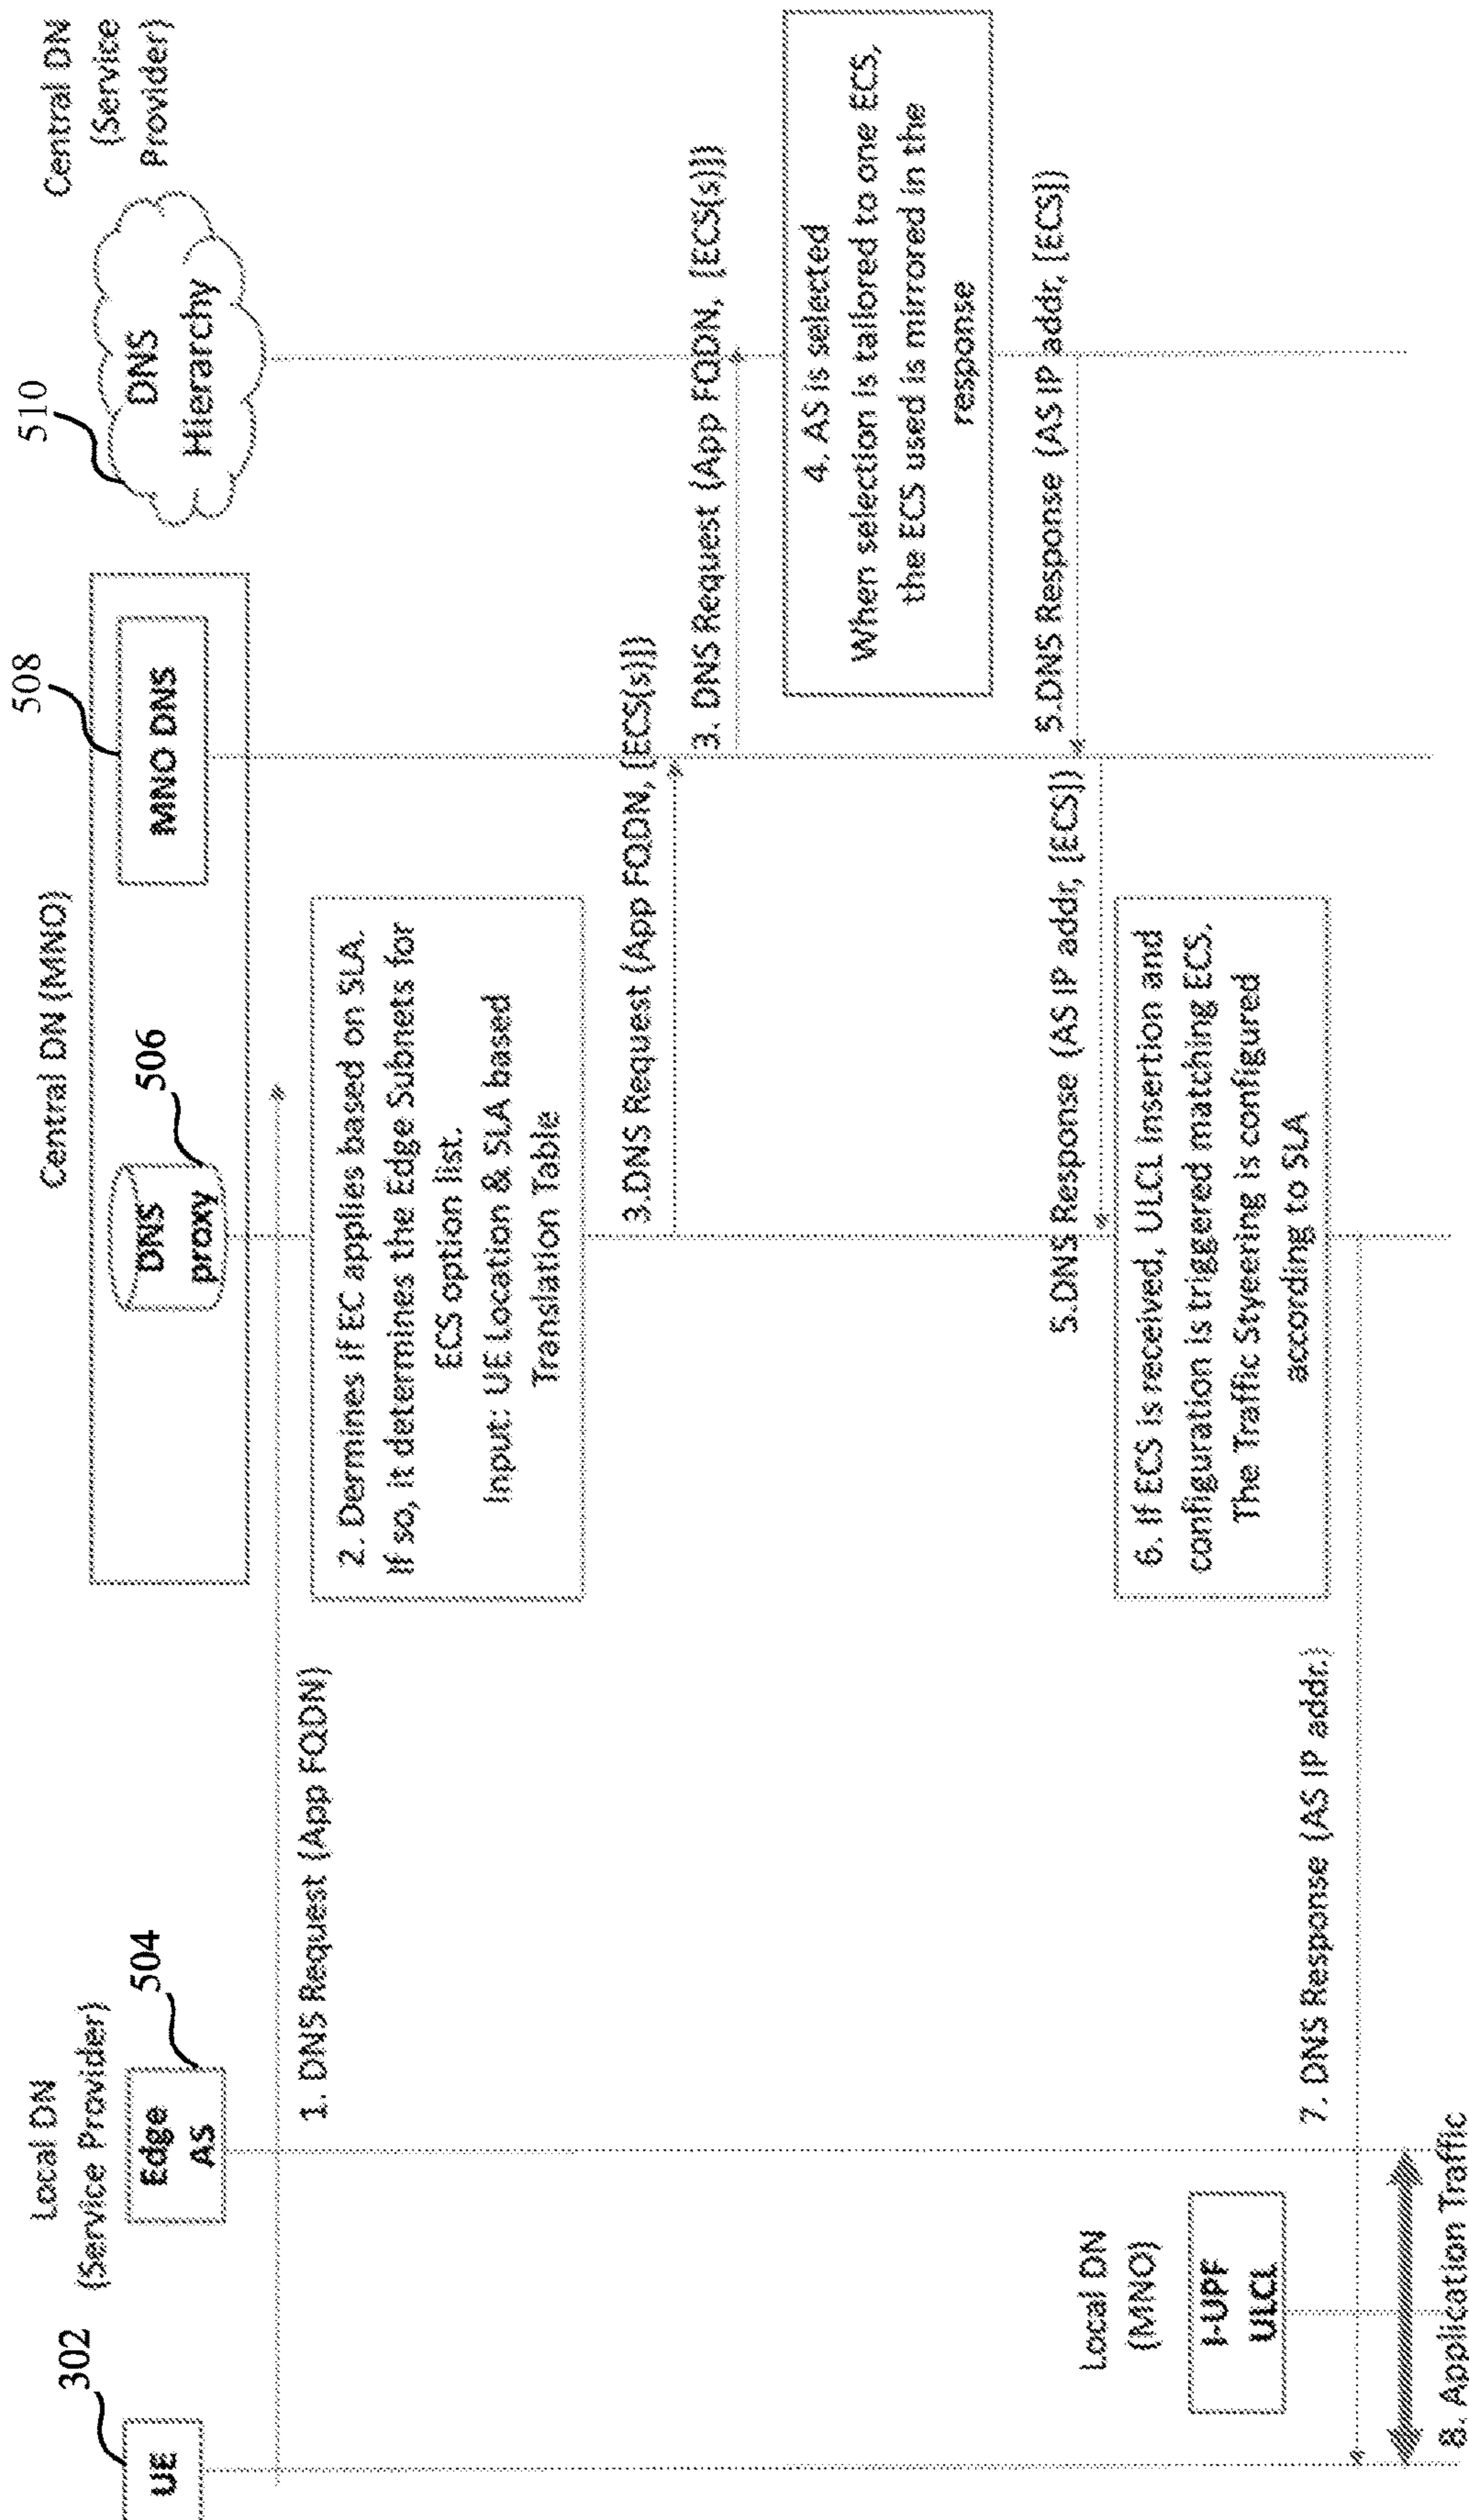 302
UE
Local DN
(Service Provider)
504
Edge
AS
Central DN (MNO)
506
DNS
proxy
508
MNO DNS
510
DNS
Hierarchy
Central DN
(Service
Provider)
1. DNS Request (App FQDN)
2. Dermines if EC applies based on SLA.
If so, it determines the Edge Subnets for
ECS option list.
Input: UE Location & SLA based
Translation Table
3.DNS Request (App FQDN, [ECS(s)])
3. DNS Request (App FQDN, [ECS(s)])
4. AS is selected
When selection is tailored to one ECS,
the ECS used is mirrored in the
response
5.DNS Response (AS IP addr, [ECS])
5.DNS Response (AS IP addr, [ECS])
Local DN
(MNO)
I-UPF
ULCL
6. If ECS is received, ULCL insertion and
configuration is triggered matching ECS.
The Traffic Styeering is configured
according to SLA
7. DNS Response (AS IP addr.)
8. Application Traffic